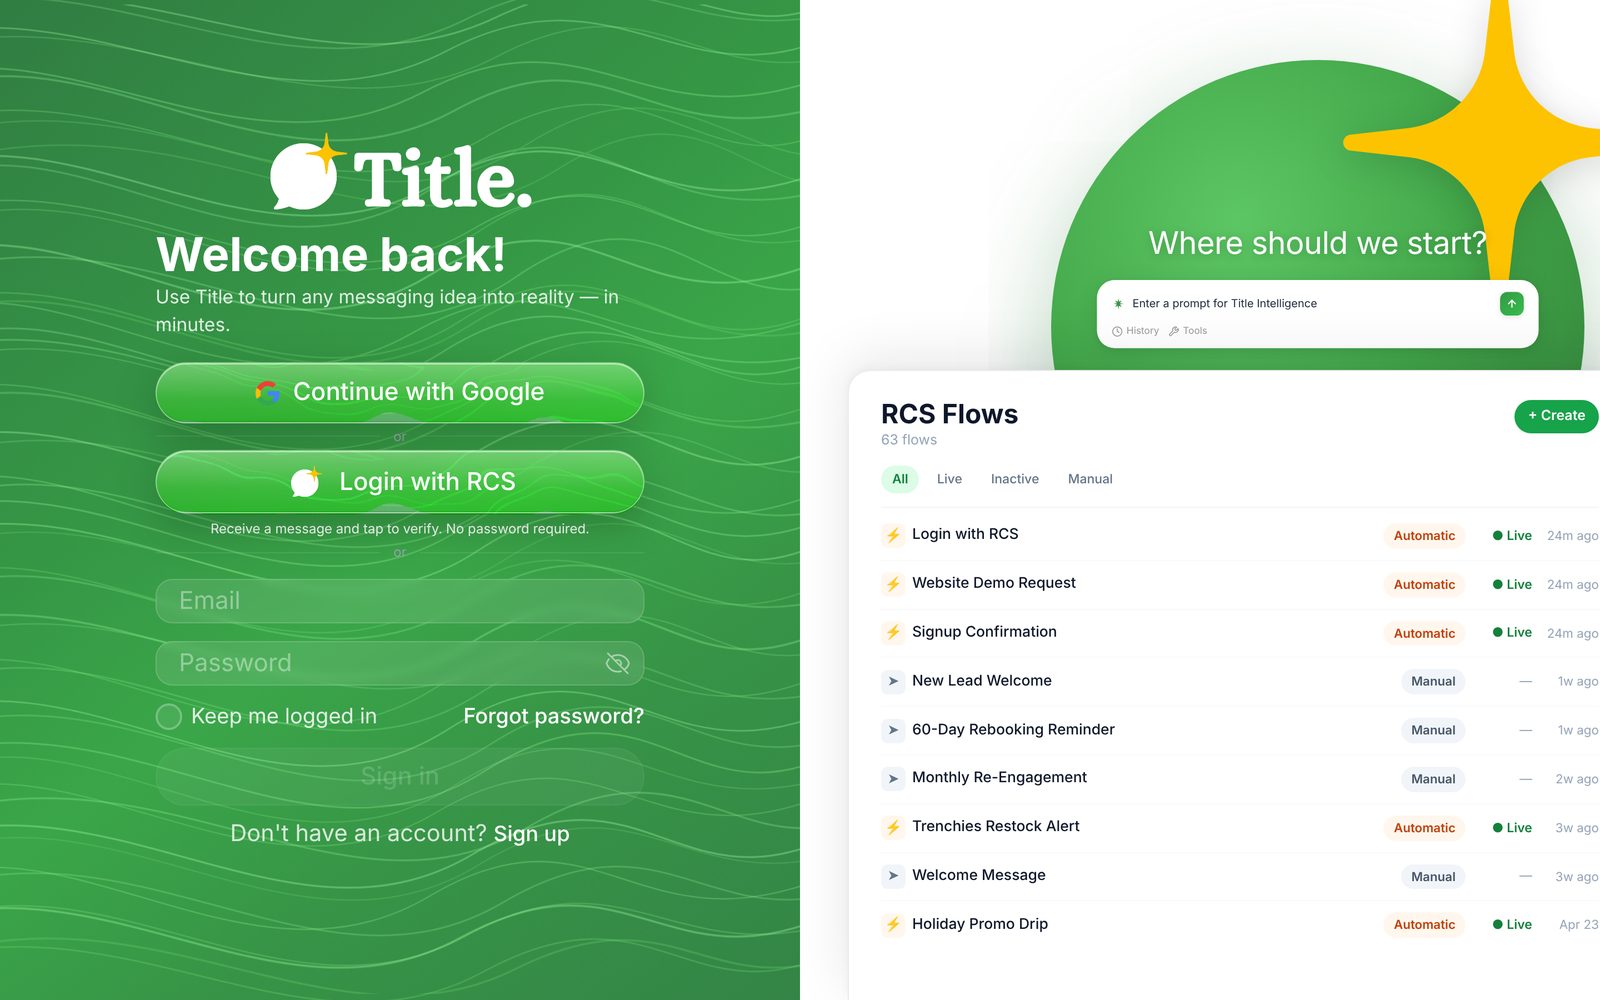 Title.
Welcome back!
Use Title to turn any messaging idea into reality — in
minutes.
Continue with Google
or
Login with RCS
Receive a message and tap to verify. No password required.
or
Email
Password
Keep me logged in
Forgot password?
Sign in
Don't have an account? Sign up
Where should we start?
Enter a prompt for Title Intelligence
History
Tools
RCS Flows
+ Create
63 flows
All
Live
Inactive
Manual
Login with RCS Automatic Live 24m ago
Website Demo Request Automatic Live 24m ago
Signup Confirmation Automatic Live 24m ago
New Lead Welcome Manual — 1w ago
60-Day Rebooking Reminder Manual — 1w ago
Monthly Re-Engagement Manual — 2w ago
Trenchies Restock Alert Automatic Live 3w ago
Welcome Message Manual — 3w ago
Holiday Promo Drip Automatic Live Apr 23